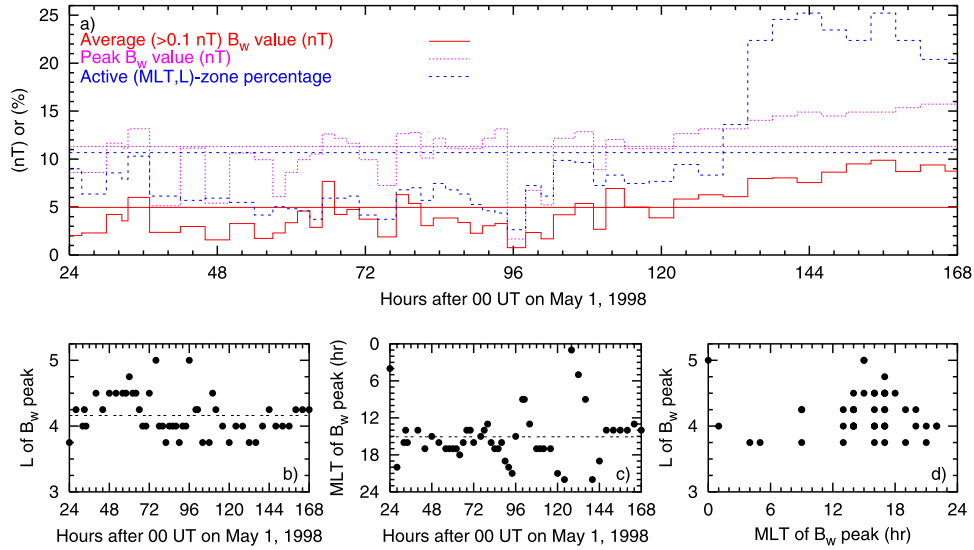 a)
Average (>0.1 nT) Bw value (nT)
Peak Bw value (nT)
Active (MLT,L)-zone percentage
(nT) or (%)
25
20
15
10
5
0
24 48 72 96 120 144 168
Hours after 00 UT on May 1, 1998
L of Bw peak
5
4
3
b)
24 48 72 96 120 144 168
Hours after 00 UT on May 1, 1998
MLT of Bw peak (hr)
0
6
12
18
24
c)
24 48 72 96 120 144 168
Hours after 00 UT on May 1, 1998
L of Bw peak
5
4
3
d)
0 6 12 18 24
MLT of Bw peak (hr)